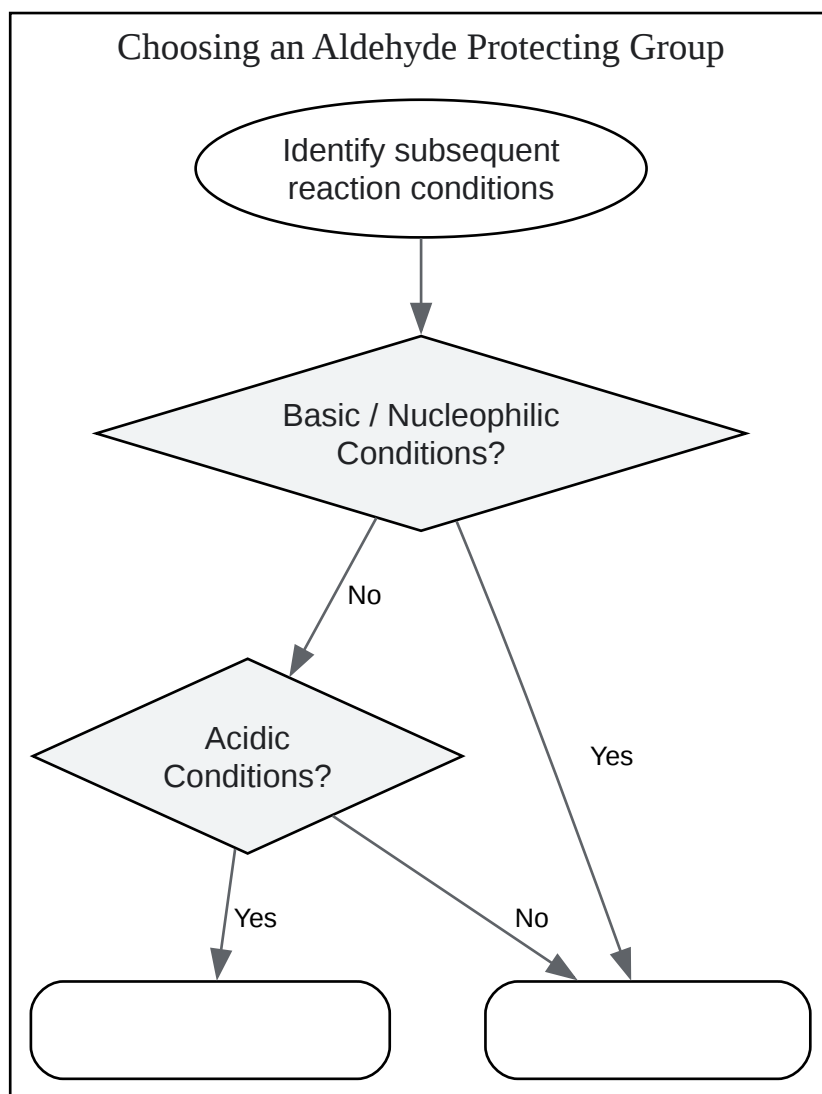 Choosing an Aldehyde Protecting Group
Identify subsequent
reaction conditions
Basic / Nucleophilic
Conditions?
No
Acidic
Conditions?
Yes
Yes
No